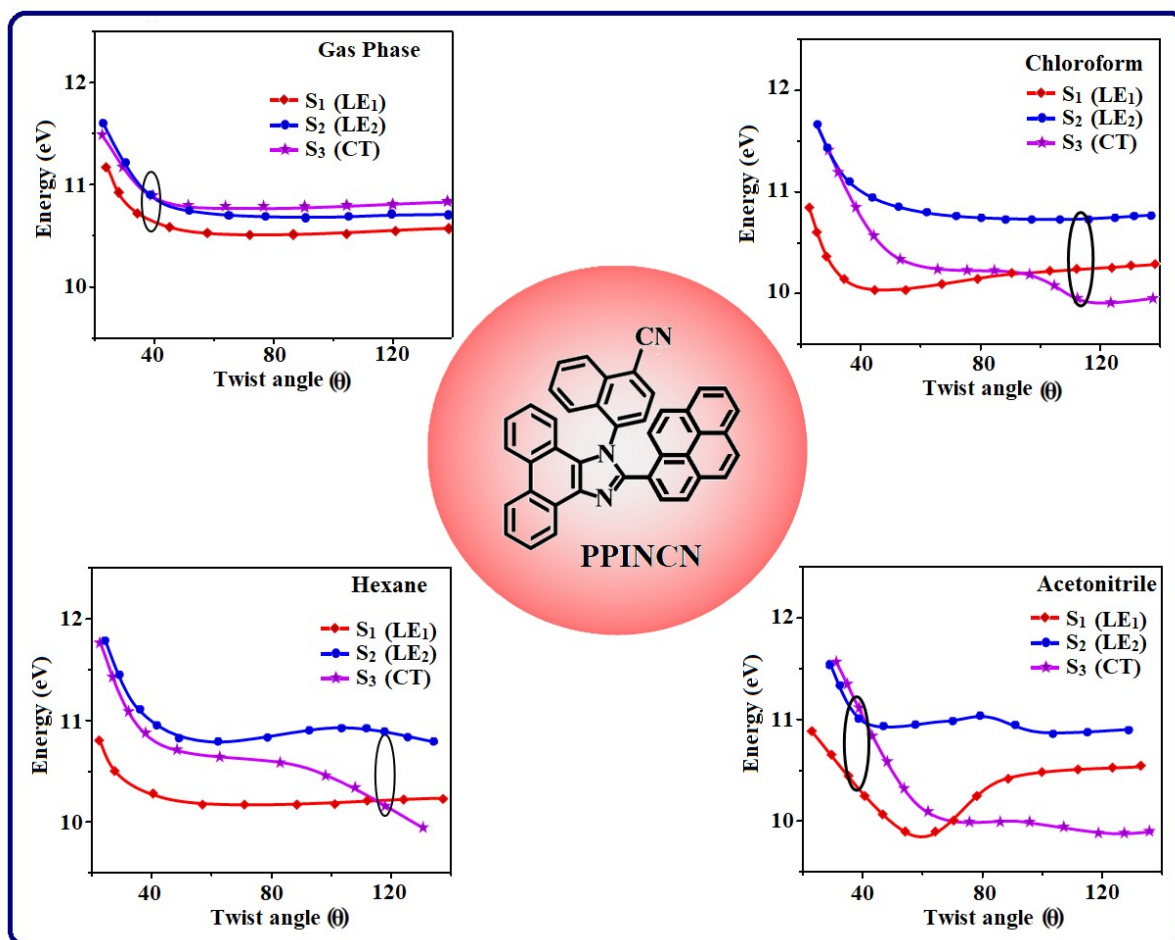 Gas Phase
S₁ (LE₁)
S₂ (LE₂)
S₃ (CT)
12
11
10
Energy (eV)
40
80
120
Twist angle (θ)
Chloroform
S₁ (LE₁)
S₂ (LE₂)
S₃ (CT)
12
11
10
Energy (eV)
40
80
120
Twist angle (θ)
CN
N
N
PPINCN
Hexane
S₁ (LE₁)
S₂ (LE₂)
S₃ (CT)
12
11
10
Energy (eV)
40
80
120
Twist angle (θ)
Acetonitrile
S₁ (LE₁)
S₂ (LE₂)
S₃ (CT)
12
11
10
Energy (eV)
40
80
120
Twist angle (θ)